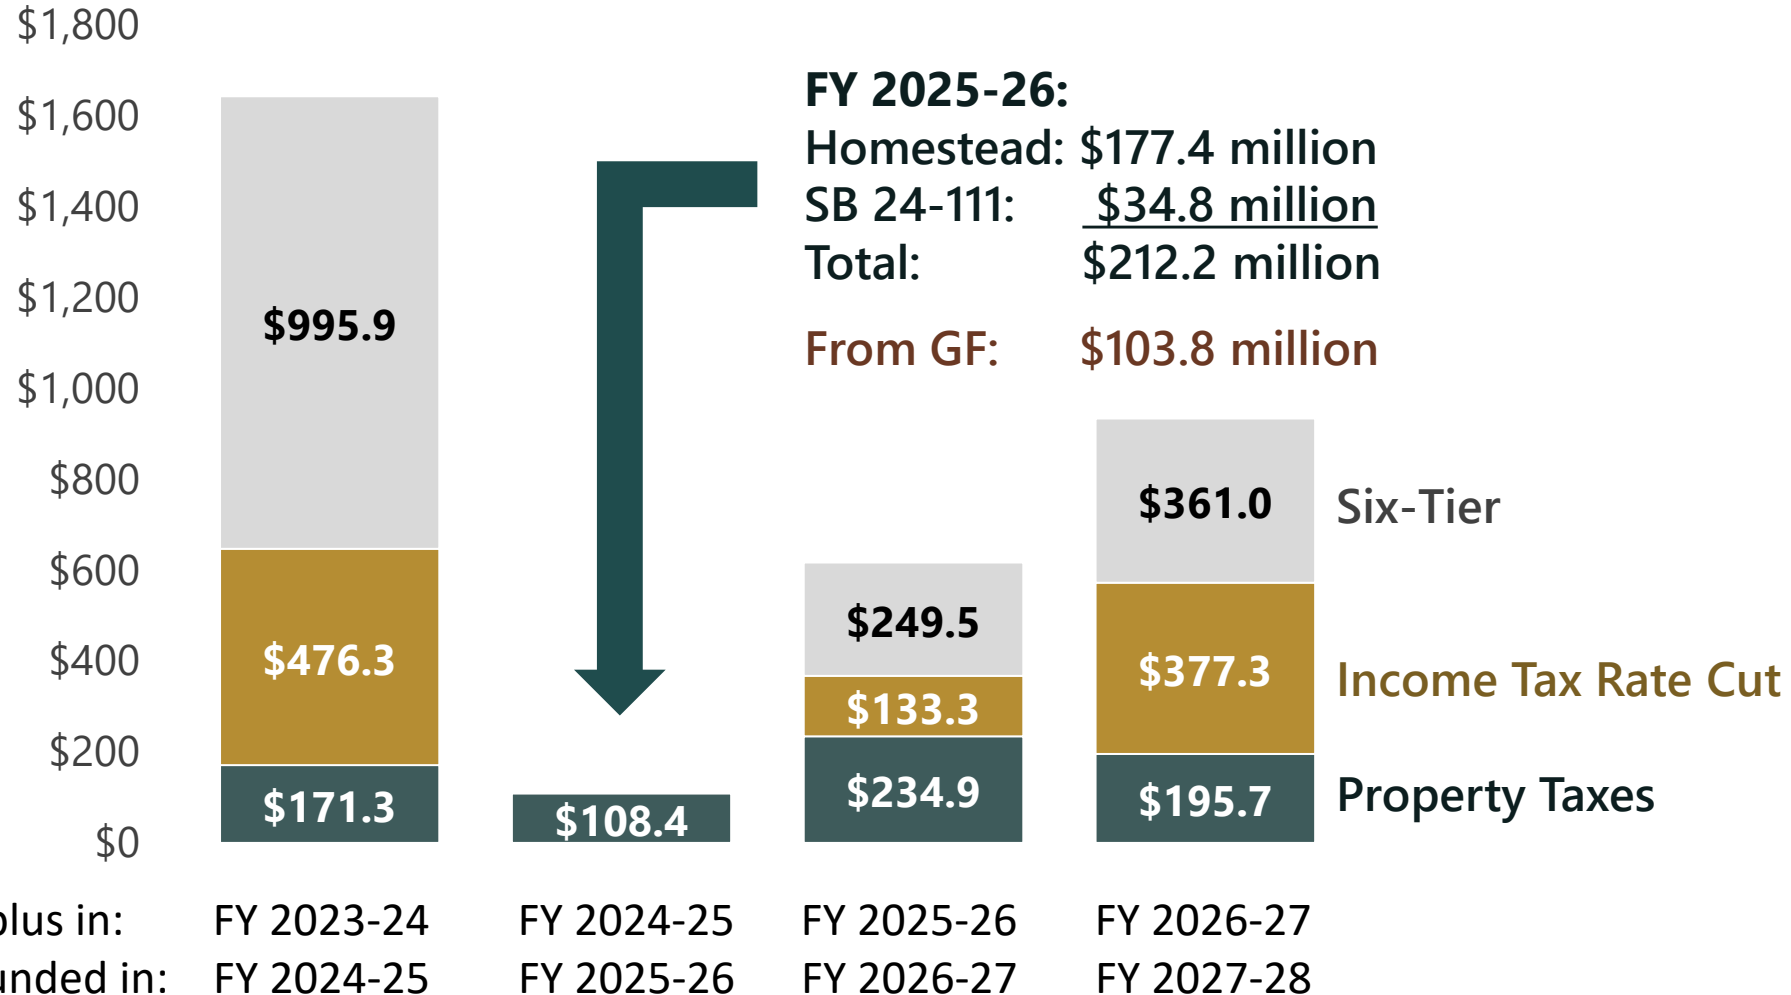 $1,800
$1,600
$1,400
$1,200
$1,000
$800
$600
$400
$200
$0
FY 2025-26:
Homestead: $177.4 million
SB 24-111: $34.8 million
Total: $212.2 million
From GF: $103.8 million
$995.9
$476.3
$171.3
$108.4
$249.5
$133.3
$234.9
$361.0
$377.3
$195.7
Six-Tier
Income Tax Rate Cut
Property Taxes
plus in: FY 2023-24 FY 2024-25 FY 2025-26 FY 2026-27
unded in: FY 2024-25 FY 2025-26 FY 2026-27 FY 2027-28